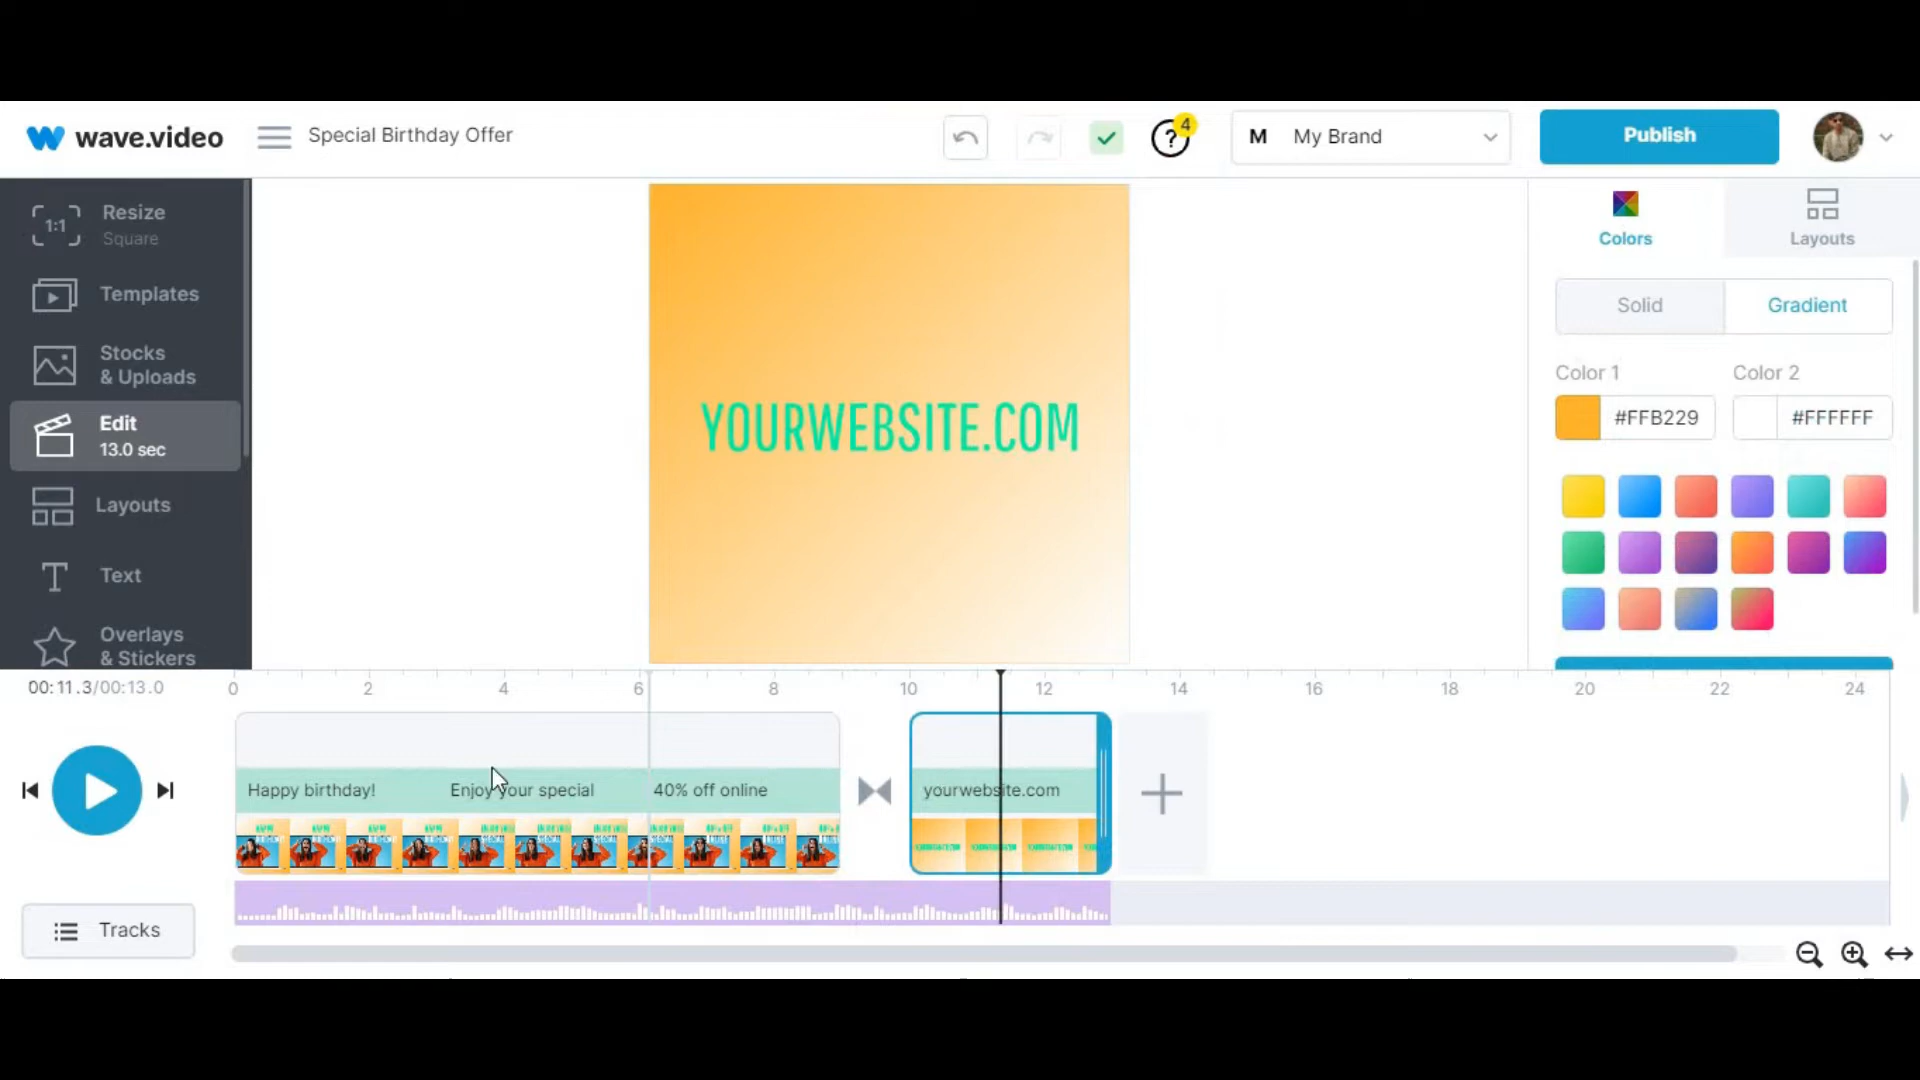 wave.video
Special Birthday Offer
4
?
M My Brand
Publish
1:1
Resize
Square
Templates
Stocks
& Uploads
Edit
13.0 sec
Layouts
Text
Overlays
& Stickers
YOURWEBSITE.COM
Colors
Layouts
Solid
Gradient
Color 1
Color 2
#FFB229
#FFFFFF
00:11.3/00:13.0
0 2 4 6 8 10 12 14 16 18 20 22 24
Happy birthday!
Enjoy your special
40% off online
yourwebsite.com
Tracks